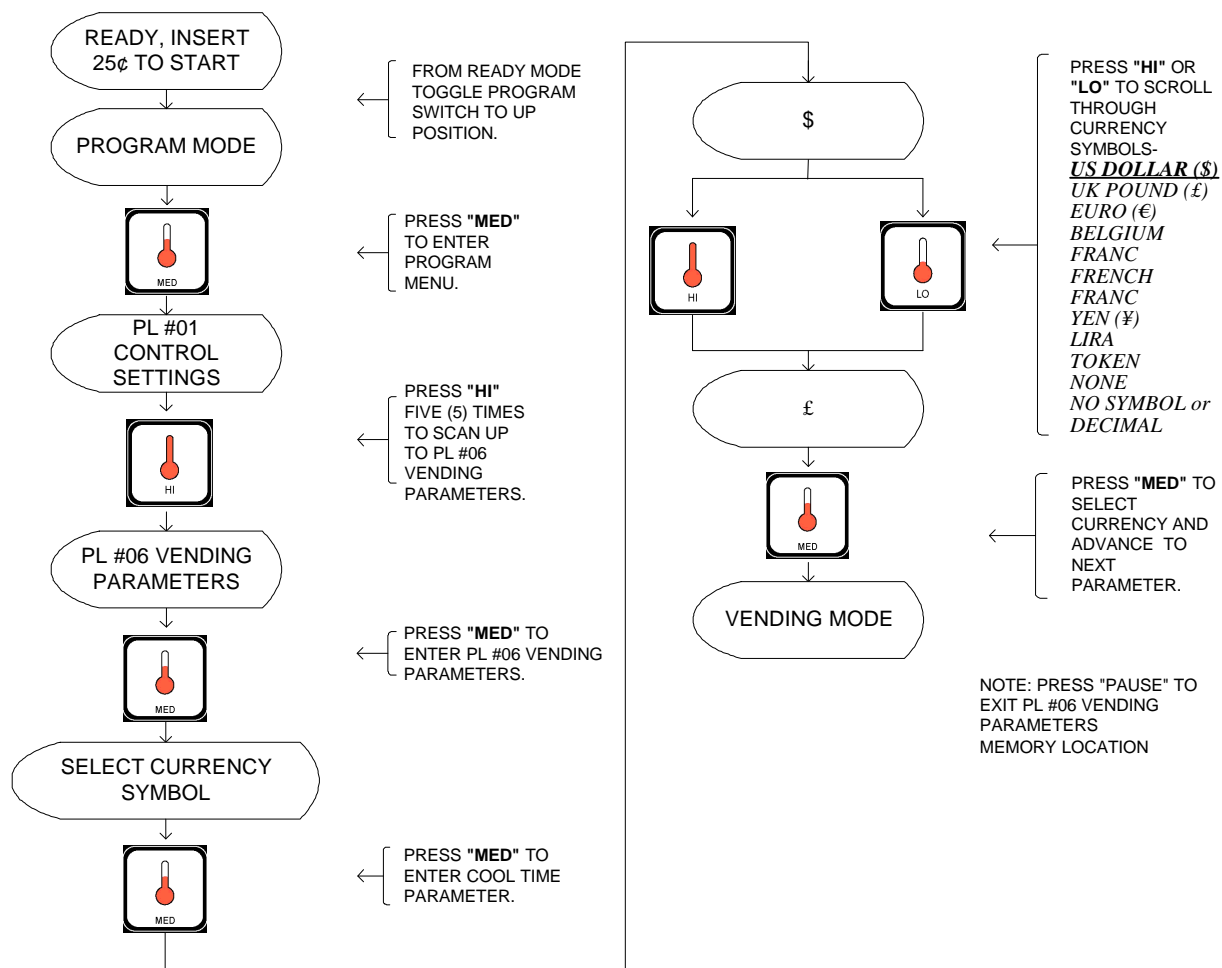 READY, INSERT
25¢ TO START
FROM READY MODE
TOGGLE PROGRAM
SWITCH TO UP
POSITION.
PROGRAM MODE
MED
PRESS "MED"
TO ENTER
PROGRAM
MENU.
PL #01
CONTROL
SETTINGS
HI
PRESS "HI"
FIVE (5) TIMES
TO SCAN UP
TO PL #06
VENDING
PARAMETERS.
PL #06 VENDING
PARAMETERS
MED
PRESS "MED" TO
ENTER PL #06 VENDING
PARAMETERS.
SELECT CURRENCY
SYMBOL
MED
PRESS "MED" TO
ENTER COOL TIME
PARAMETER.
$
HI
LO
PRESS "HI" OR
"LO" TO SCROLL
THROUGH
CURRENCY
SYMBOLS-
US DOLLAR ($)
UK POUND (£)
EURO (€)
BELGIUM
FRANC
FRENCH
FRANC
YEN (¥)
LIRA
TOKEN
NONE
NO SYMBOL or
DECIMAL
£
MED
PRESS "MED" TO
SELECT
CURRENCY AND
ADVANCE TO
NEXT
PARAMETER.
VENDING MODE
NOTE: PRESS "PAUSE" TO
EXIT PL #06 VENDING
PARAMETERS
MEMORY LOCATION